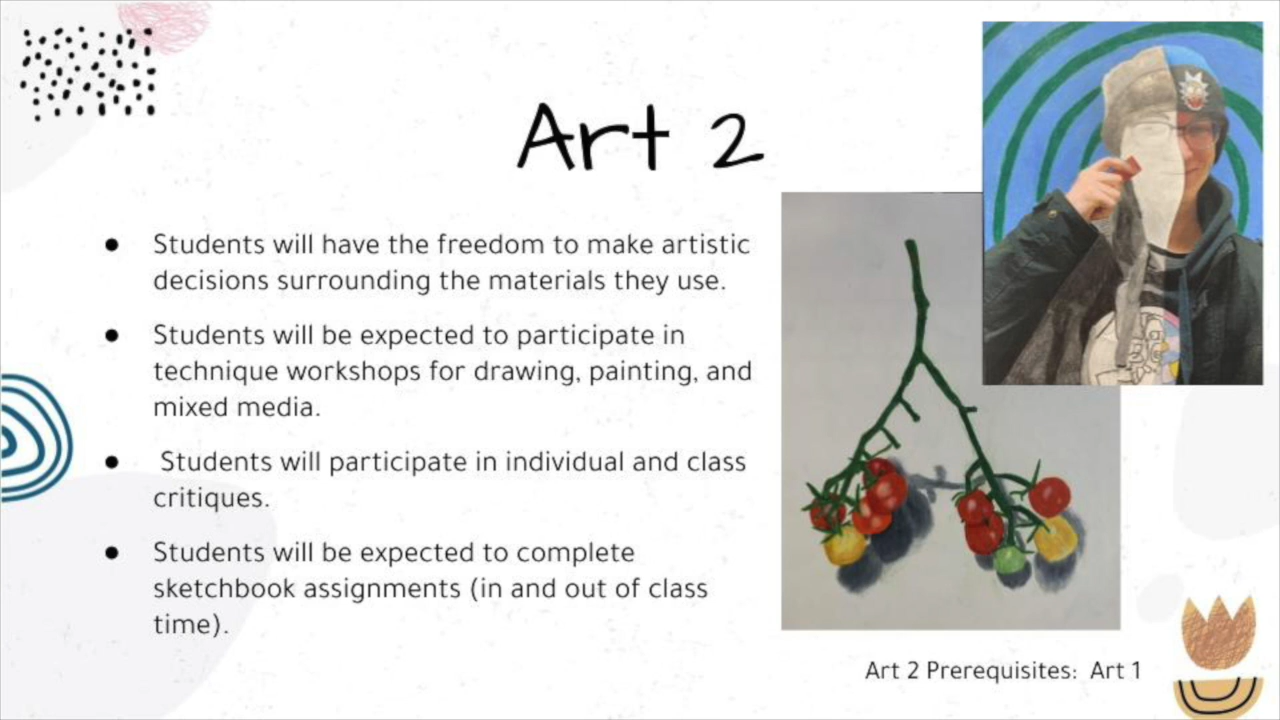 Art 2
● Students will have the freedom to make artistic
decisions surrounding the materials they use.
● Students will be expected to participate in
technique workshops for drawing, painting, and
mixed media.
● Students will participate in individual and class
critiques.
● Students will be expected to complete
sketchbook assignments (in and out of class
time).
Art 2 Prerequisites: Art 1